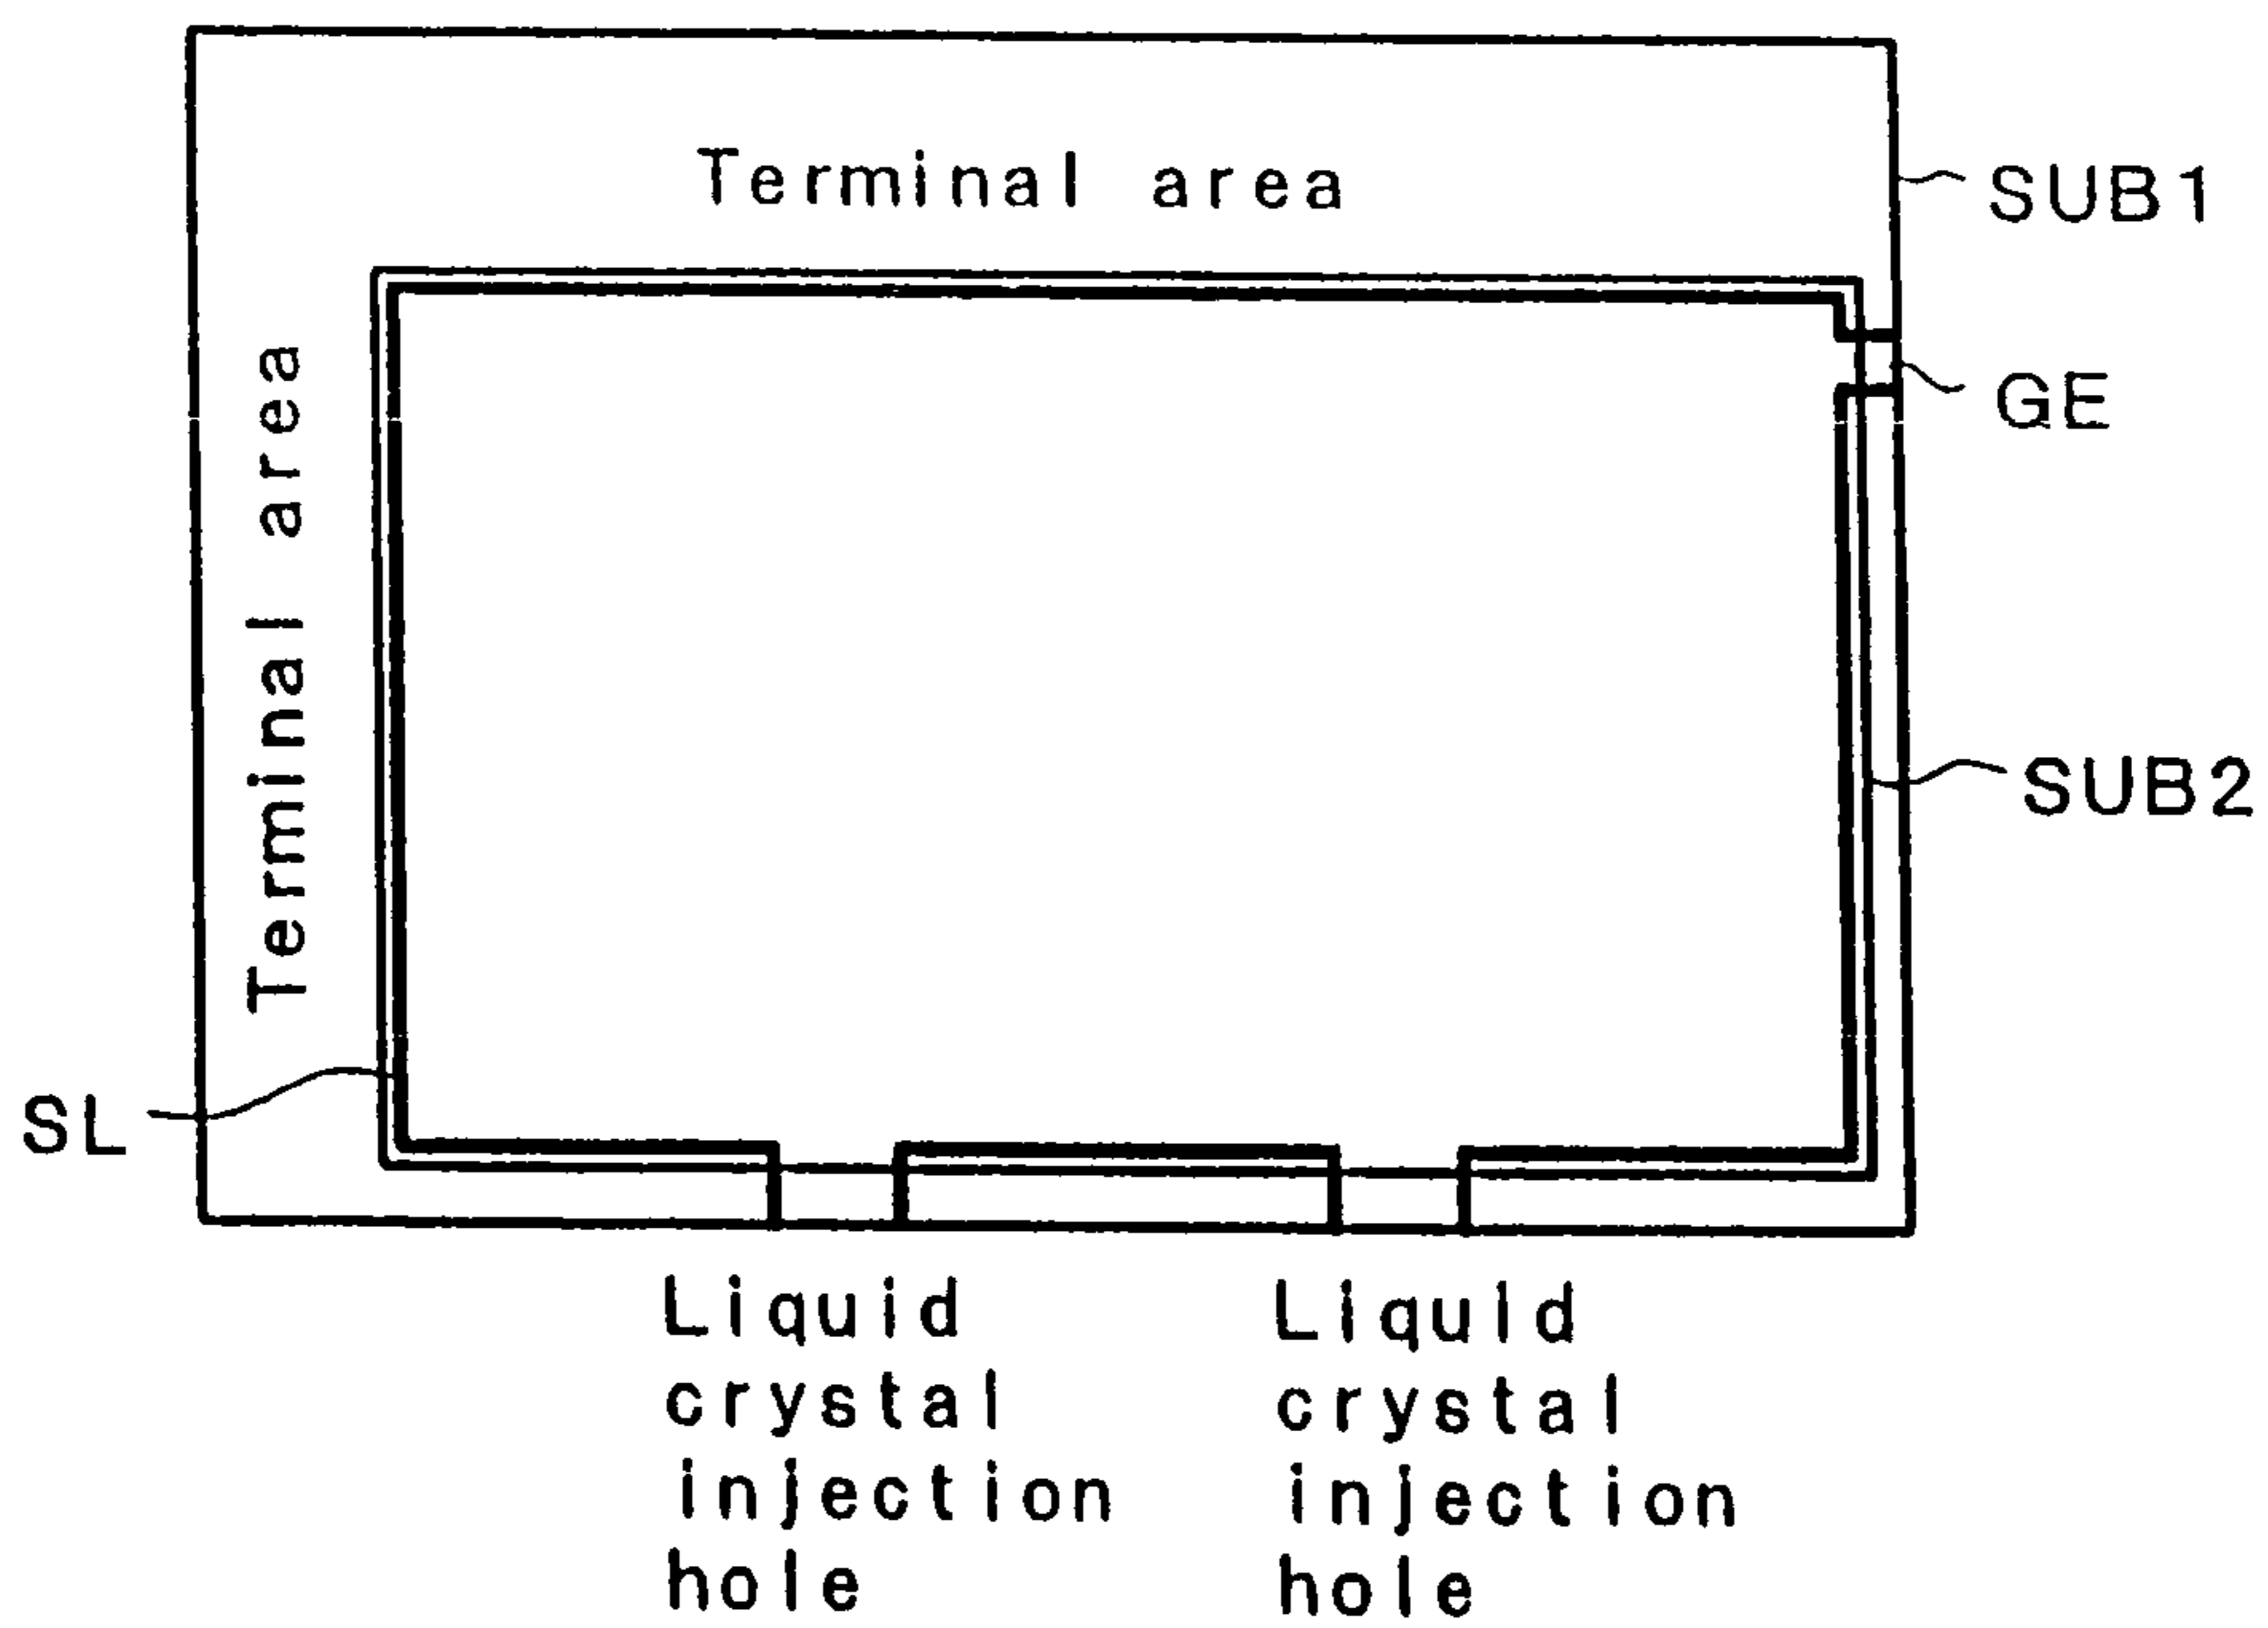 Terminal area
SUB1
Terminal area
GE
SUB2
SL
Liquid
crystal
injection
hole
Liquid
crystal
injection
hole